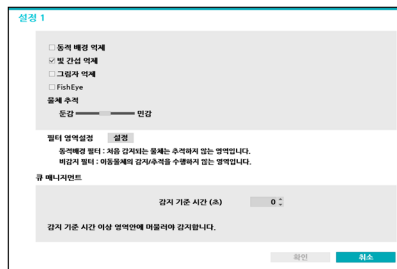 설정 1
동적 배경 억제
빛 간섭 억제
그림자 억제
FishEye
물체 추적
둔감 민감
필터 영역설정 설정
동적배경 필터 : 처음 감지되는 물체는 추적하지 않는 영역입니다.
비감지 필터 : 이동물체의 감지/추적을 수행하지 않는 영역입니다.
큐 매니지먼트
감지 기준 시간 (초) 0
감지 기준 시간 이상 영역안에 머물러야 감지합니다.
확인 취소